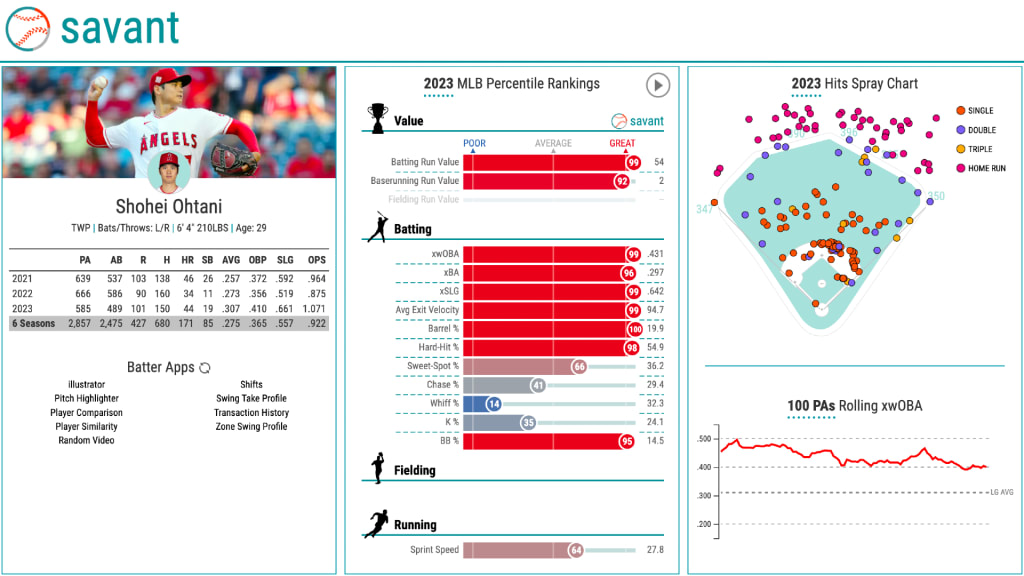 savant
ANGELS
Shohei Ohtani
TWP | Bats/Throws: L/R | 6' 4" 210LBS | Age: 29
PA AB R H HR SB AVG OBP SLG OPS
2021 639 537 103 138 46 26 .257 .372 .592 .964
2022 666 586 90 160 34 11 .273 .356 .519 .875
2023 585 489 101 150 44 19 .307 .410 .661 1.071
6 Seasons 2,857 2,475 427 680 171 85 .275 .365 .557 .922
Batter Apps
illustrator Shifts
Pitch Highlighter Swing Take Profile
Player Comparison Transaction History
Player Similarity Zone Swing Profile
Random Video
2023 MLB Percentile Rankings
Value savant
POOR AVERAGE GREAT
Batting Run Value 99 54
Baserunning Run Value 92 2
Fielding Run Value --
Batting
xwOBA 99 .431
xBA 96 .297
xSLG 99 .642
Avg Exit Velocity 99 94.7
Barrel % 100 19.9
Hard-Hit % 98 54.9
Sweet-Spot % 66 36.2
Chase % 41 29.4
Whiff % 14 32.3
K % 35 24.1
BB % 95 14.5
Fielding
Running
Sprint Speed 64 27.8
2023 Hits Spray Chart
SINGLE
DOUBLE
TRIPLE
HOME RUN
347
350
100 PAs Rolling xwOBA
.500
.400
.300
LG AVG
.200